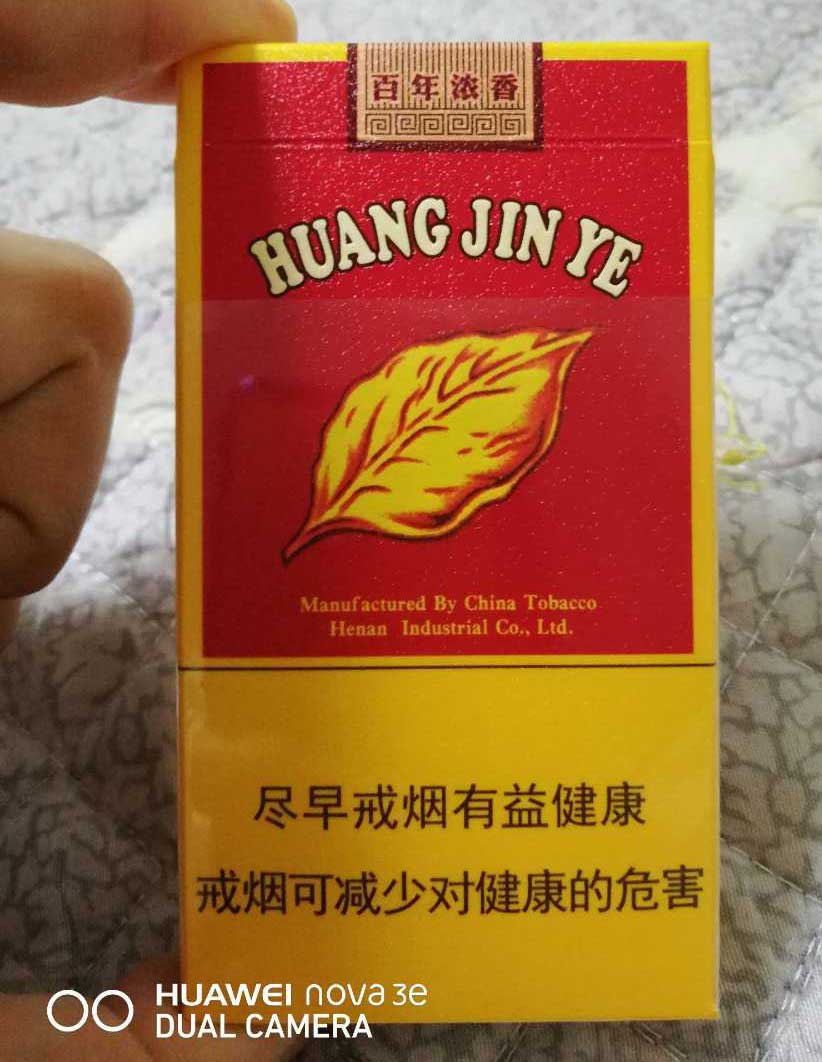 百年浓香
HUANG JIN YE
Manufactured By China Tobacco
Henan Industrial Co., Ltd.
尽早戒烟有益健康
戒烟可减少对健康的危害
HUAWEI nova 3e
DUAL CAMERA